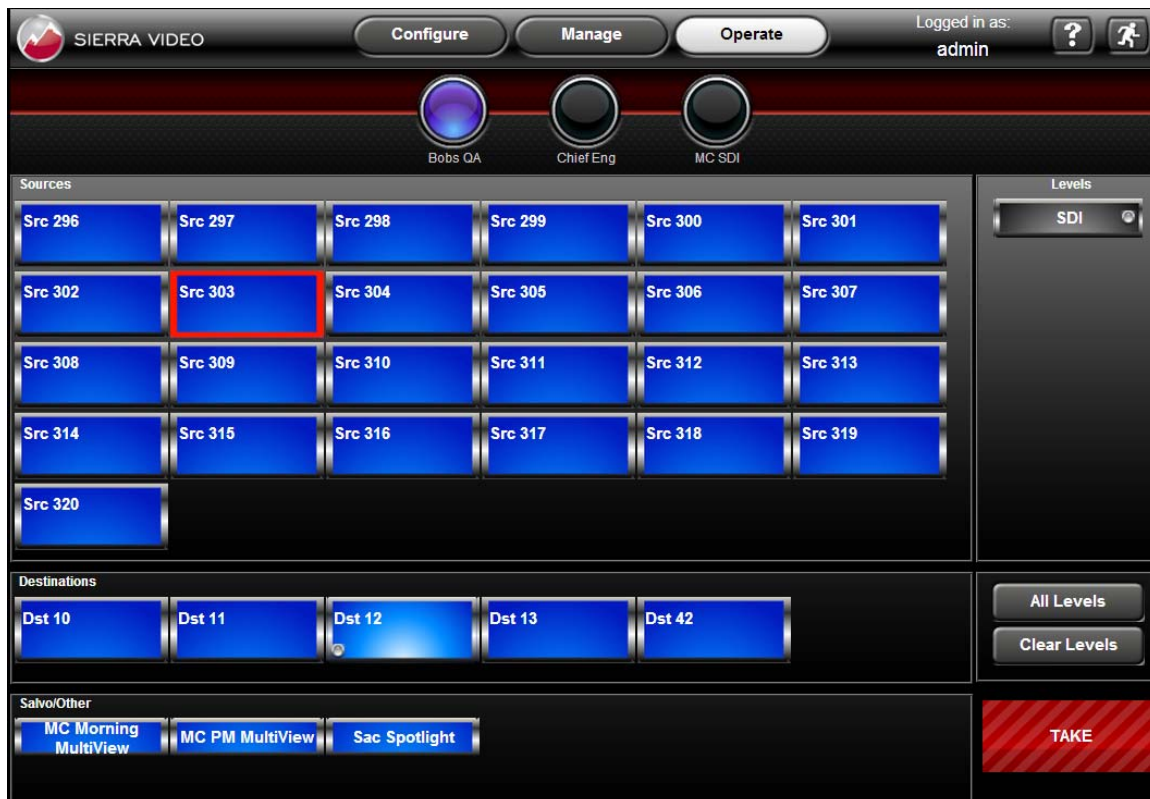 SIERRA VIDEO
Configure
Manage
Operate
Logged in as:
admin
?
Bobs QA
Chief Eng
MC SDI
Sources
Levels
Src 296
Src 297
Src 298
Src 299
Src 300
Src 301
SDI
Src 302
Src 303
Src 304
Src 305
Src 306
Src 307
Src 308
Src 309
Src 310
Src 311
Src 312
Src 313
Src 314
Src 315
Src 316
Src 317
Src 318
Src 319
Src 320
Destinations
Dst 10
Dst 11
Dst 12
Dst 13
Dst 42
All Levels
Clear Levels
Salvo/Other
MC Morning
MultiView
MC PM MultiView
Sac Spotlight
TAKE